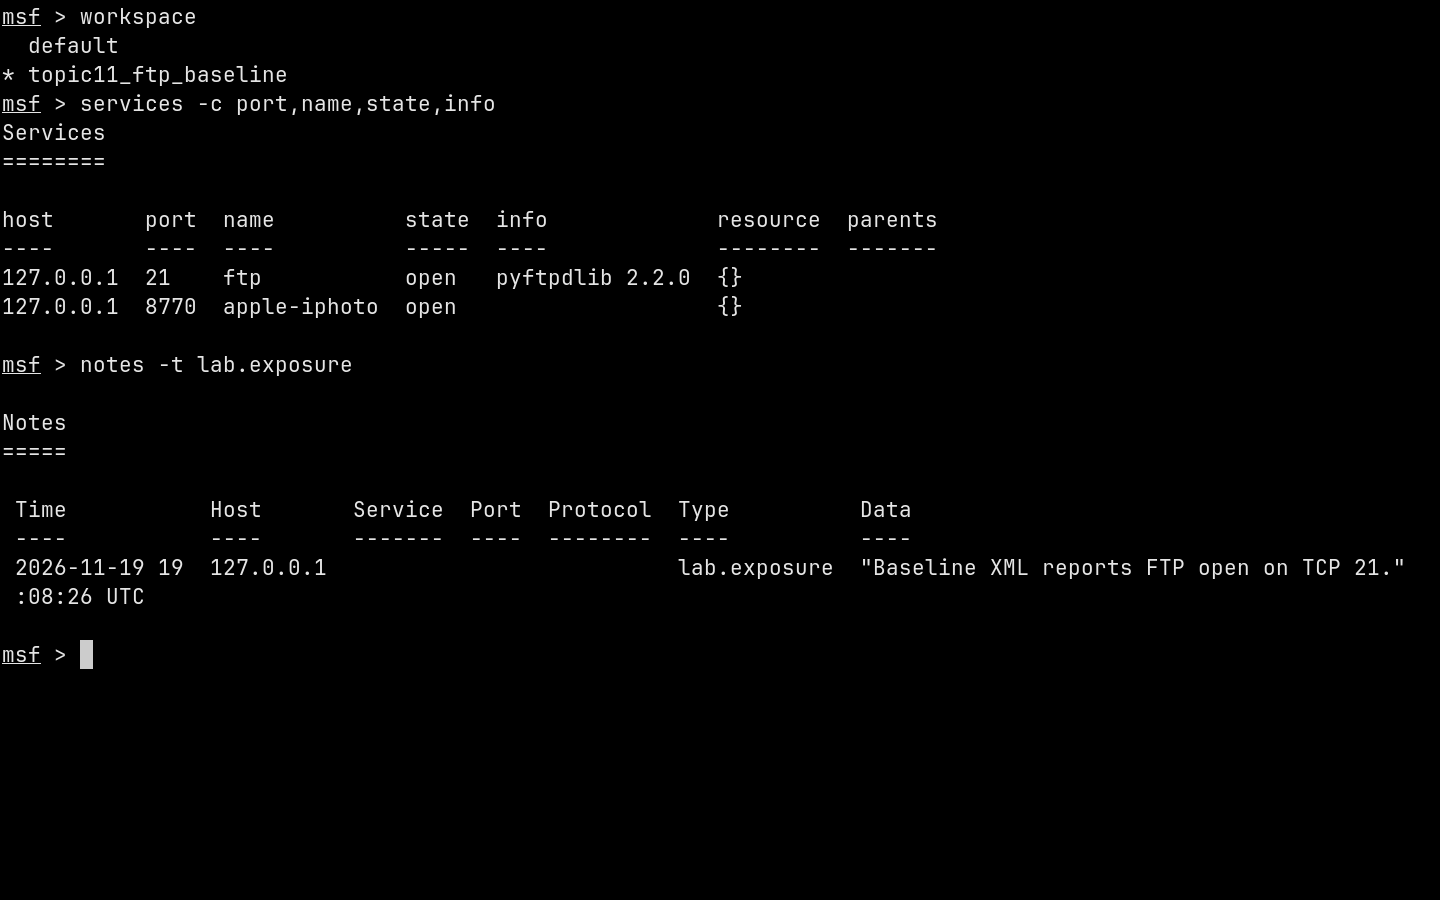 msf > workspace
  default
* topic11_ftp_baseline
msf > services -c port,name,state,info
Services
========

host       port  name          state  info             resource  parents
----       ----  ----          -----  ----             --------  -------
127.0.0.1  21    ftp           open   pyftpdlib 2.2.0  {}
127.0.0.1  8770  apple-iphoto  open                    {}

msf > notes -t lab.exposure

Notes
=====

 Time           Host       Service  Port  Protocol  Type          Data
 ----           ----       -------  ----  --------  ----          ----
 2026-11-19 19  127.0.0.1                           lab.exposure  "Baseline XML reports FTP open on TCP 21."
 :08:26 UTC

msf >